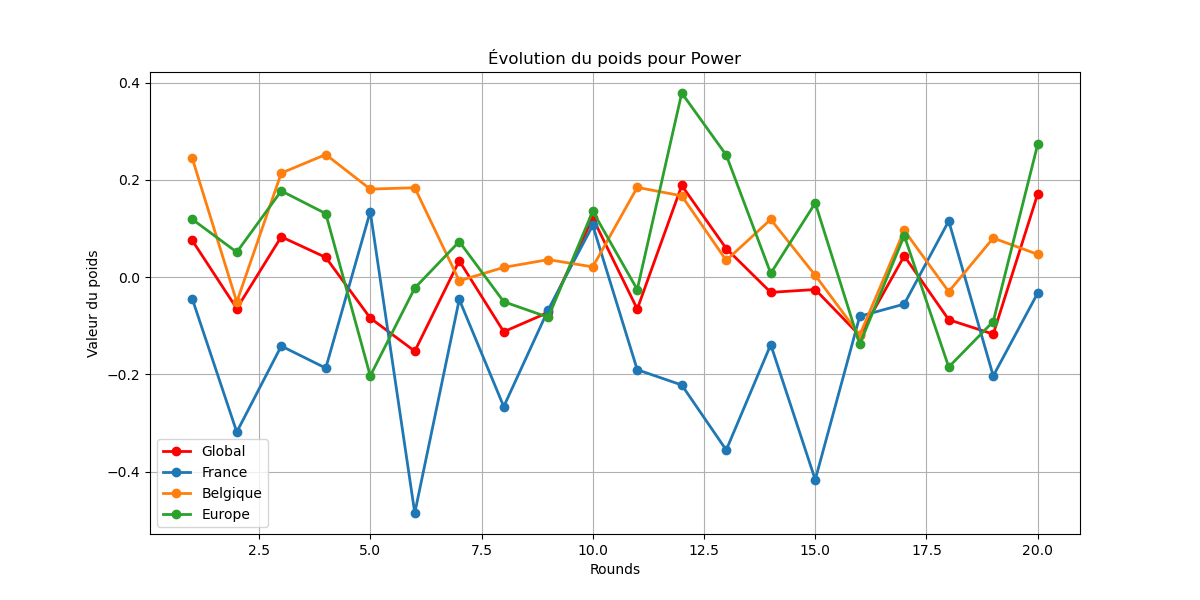 Évolution du poids pour Power
0.4
0.2
0.0
−0.2
−0.4
Valeur du poids
Global
France
Belgique
Europe
2.5 5.0 7.5 10.0 12.5 15.0 17.5 20.0
Rounds